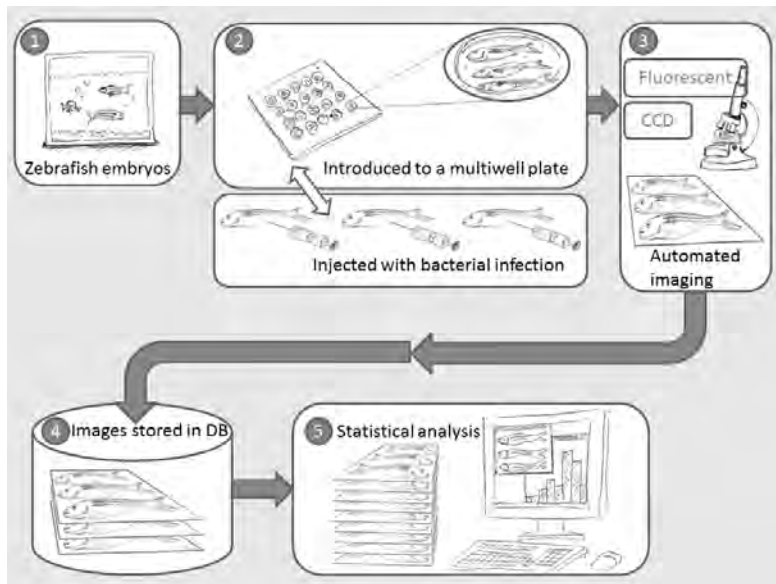 1
Zebrafish embryos
2
Introduced to a multiwell plate
Injected with bacterial infection
3
Fluorescent
CCD
Automated
imaging
4 Images stored in DB
5 Statistical analysis